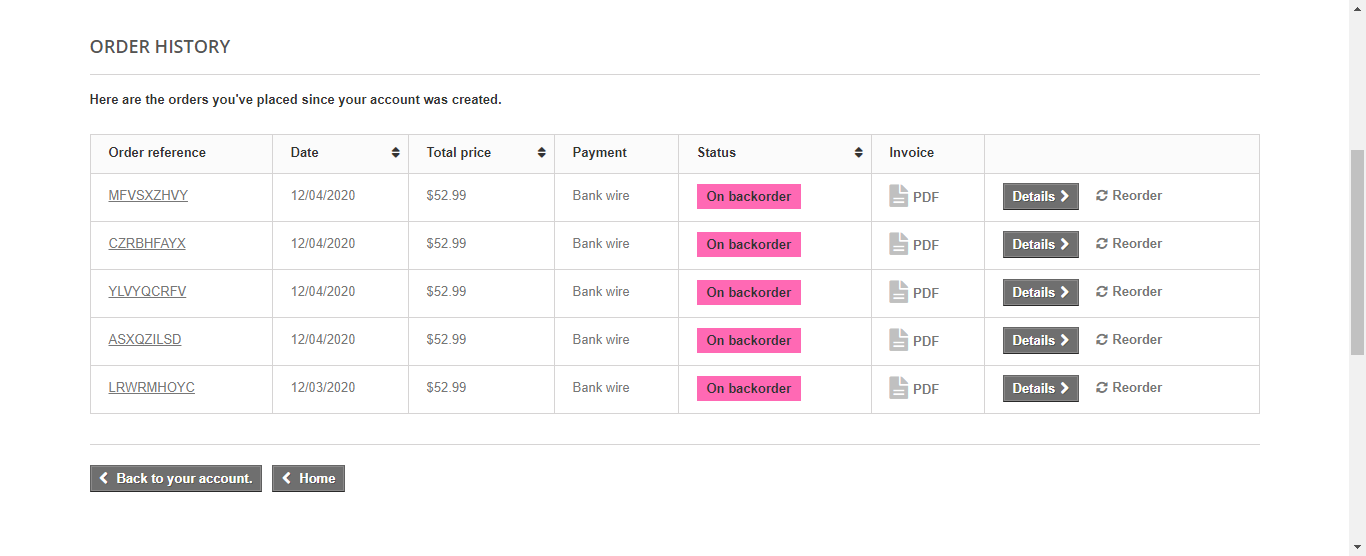 ORDER HISTORY
Here are the orders you've placed since your account was created.
Order reference Date Total price Payment Status Invoice
MFVSXZHVY 12/04/2020 $52.99 Bank wire On backorder PDF Details Reorder
CZRBHFAYX 12/04/2020 $52.99 Bank wire On backorder PDF Details Reorder
YLVYQCRFV 12/04/2020 $52.99 Bank wire On backorder PDF Details Reorder
ASXQZILSD 12/04/2020 $52.99 Bank wire On backorder PDF Details Reorder
LRWRMHOYC 12/03/2020 $52.99 Bank wire On backorder PDF Details Reorder
Back to your account. Home